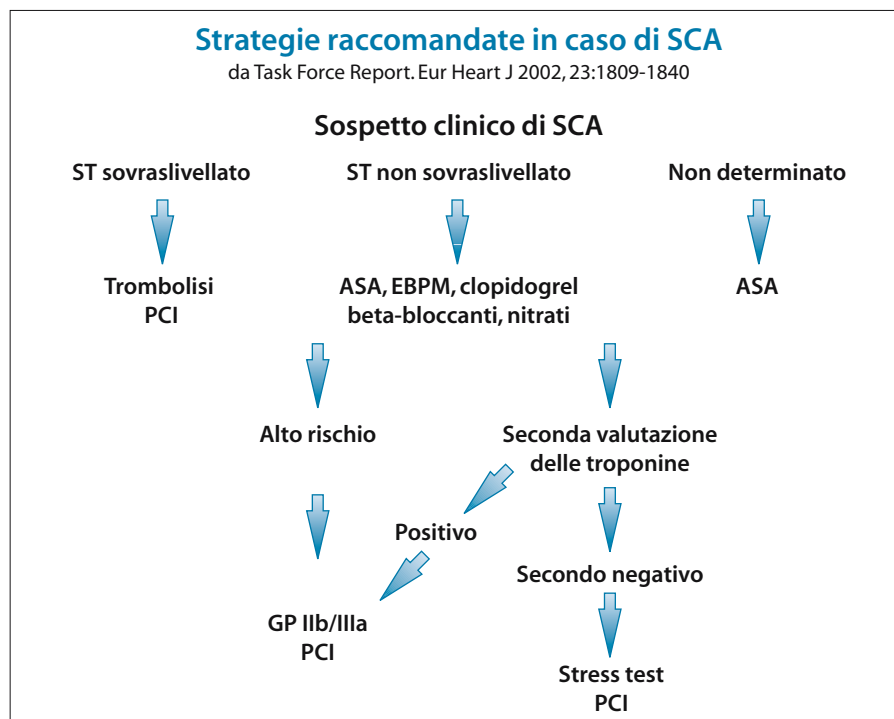 Strategie raccomandate in caso di SCA
da Task Force Report. Eur Heart J 2002, 23:1809-1840
Sospetto clinico di SCA
ST sovraslivellato
ST non sovraslivellato
Non determinato
Trombolisi
PCI
ASA, EBPM, clopidogrel
beta-bloccanti, nitrati
ASA
Alto rischio
Seconda valutazione
delle troponine
Positivo
Secondo negativo
GP IIb/IIIa
PCI
Stress test
PCI